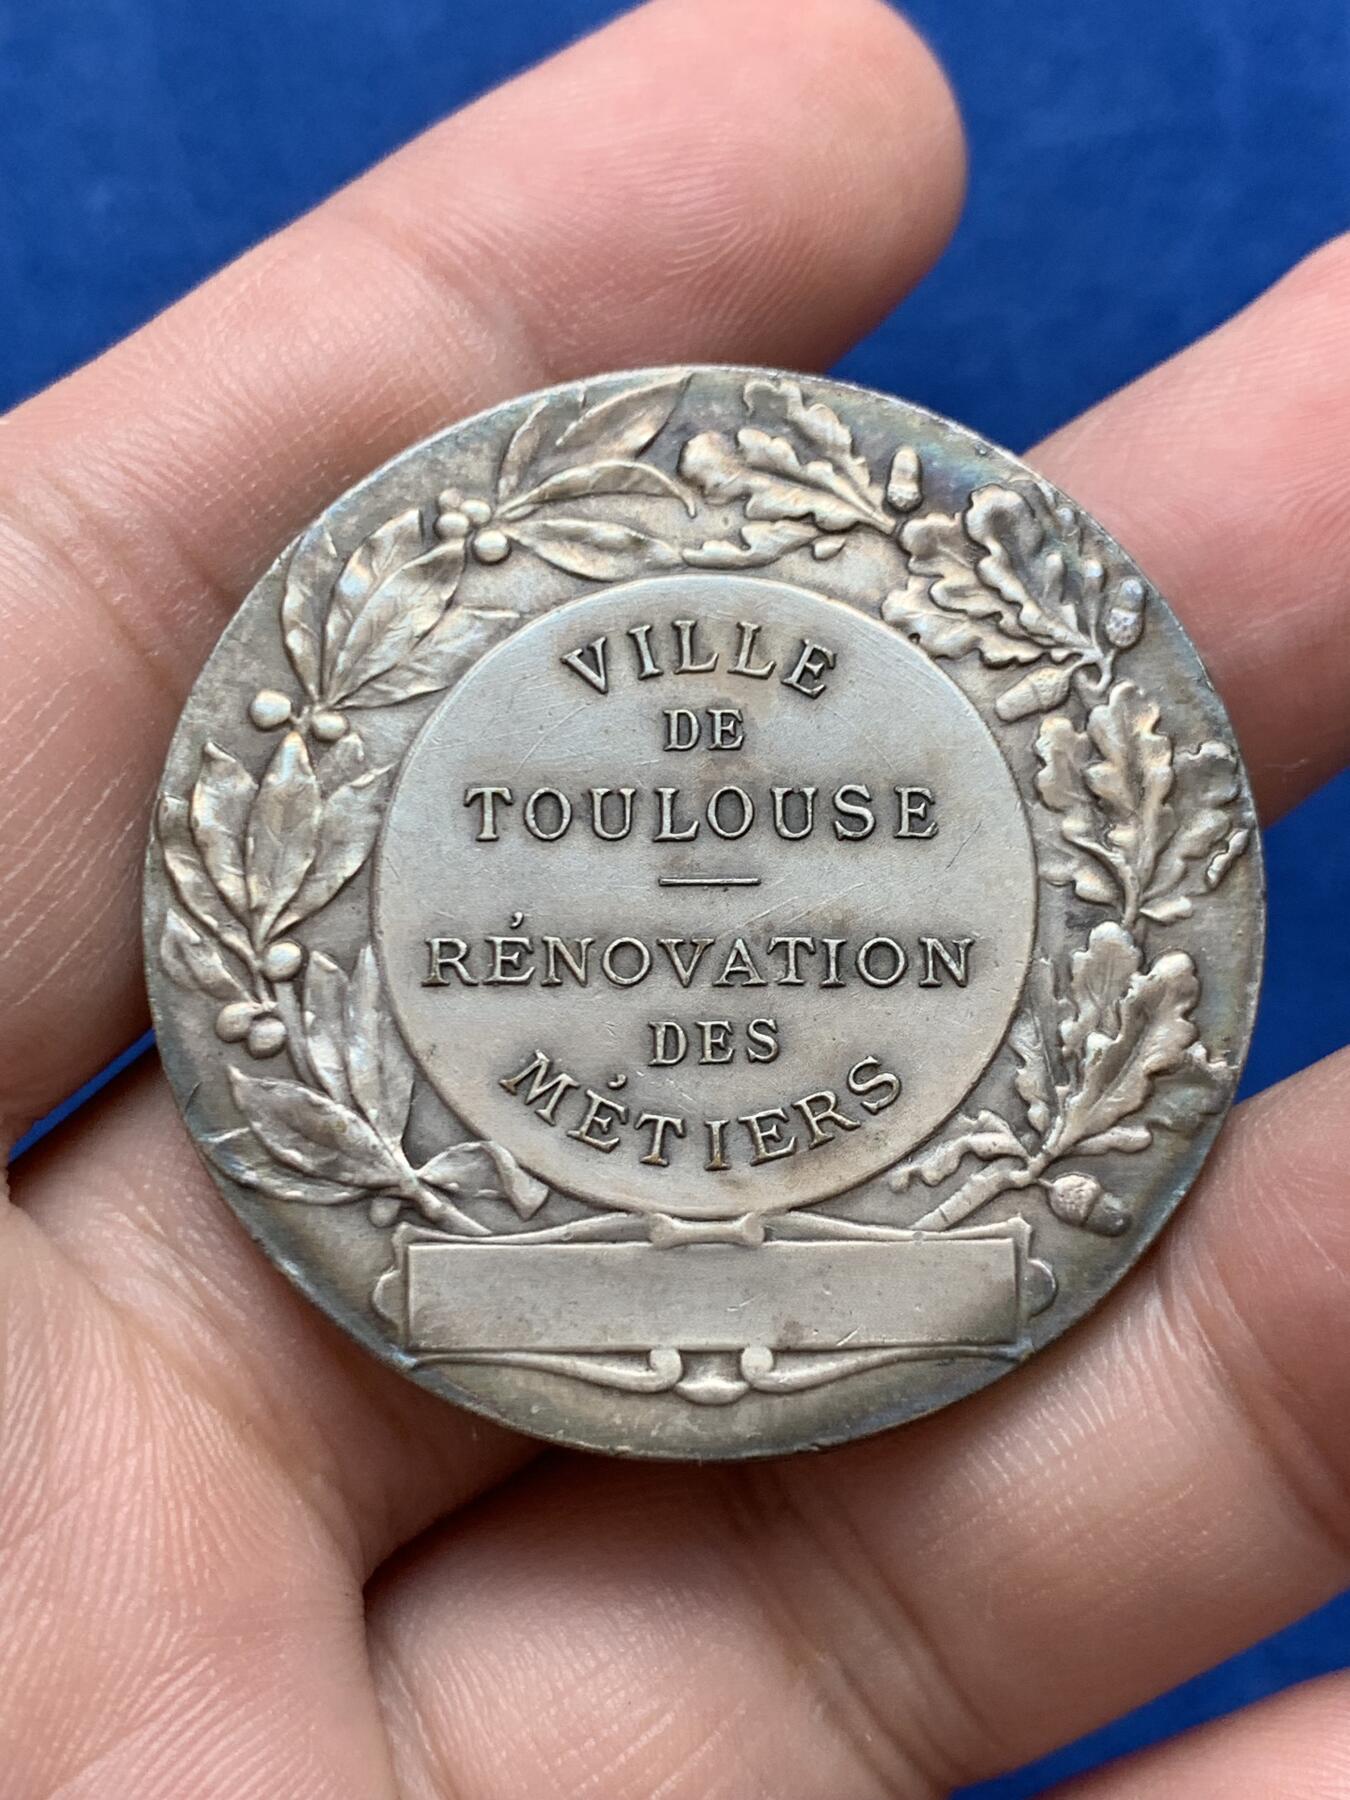 VILLE
DE
TOULOUSE
RÉNOVATION
DES
MÉTIERS